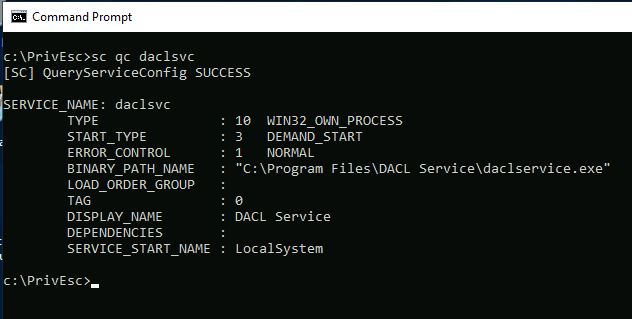 Command Prompt
c:\PrivEsc>sc qc daclsvc
[SC] QueryServiceConfig SUCCESS
SERVICE_NAME: daclsvc
TYPE : 10 WIN32_OWN_PROCESS
START_TYPE : 3 DEMAND_START
ERROR_CONTROL : 1 NORMAL
BINARY_PATH_NAME : "C:\Program Files\DACL Service\daclservice.exe"
LOAD_ORDER_GROUP :
TAG : 0
DISPLAY_NAME : DACL Service
DEPENDENCIES :
SERVICE_START_NAME : LocalSystem
c:\PrivEsc>